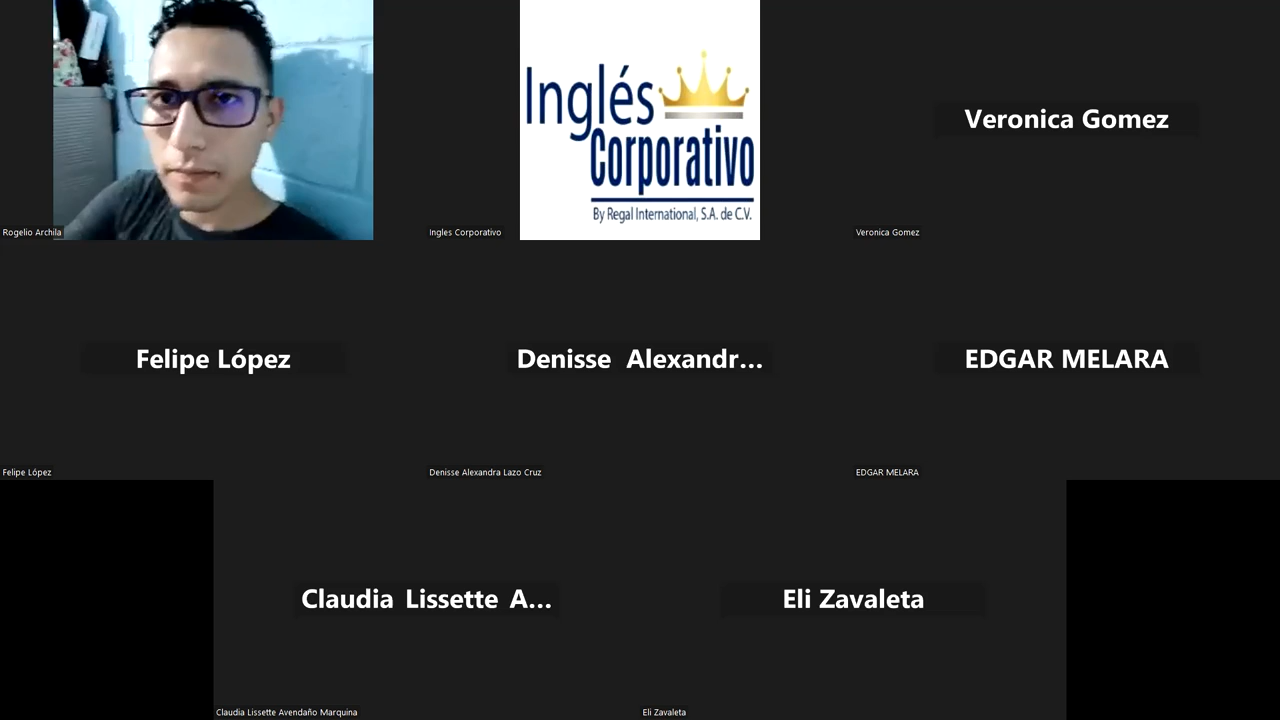 Rogelio Archila
Inglés
Corporativo
By Regal International, S.A. de C.V.
Ingles Corporativo
Veronica Gomez
Veronica Gomez
Felipe López
Felipe López
Denisse Alexandr...
Denisse Alexandra Lazo Cruz
EDGAR MELARA
EDGAR MELARA
Claudia Lissette A...
Claudia Lissette Avendaño Marquina
Eli Zavaleta
Eli Zavaleta